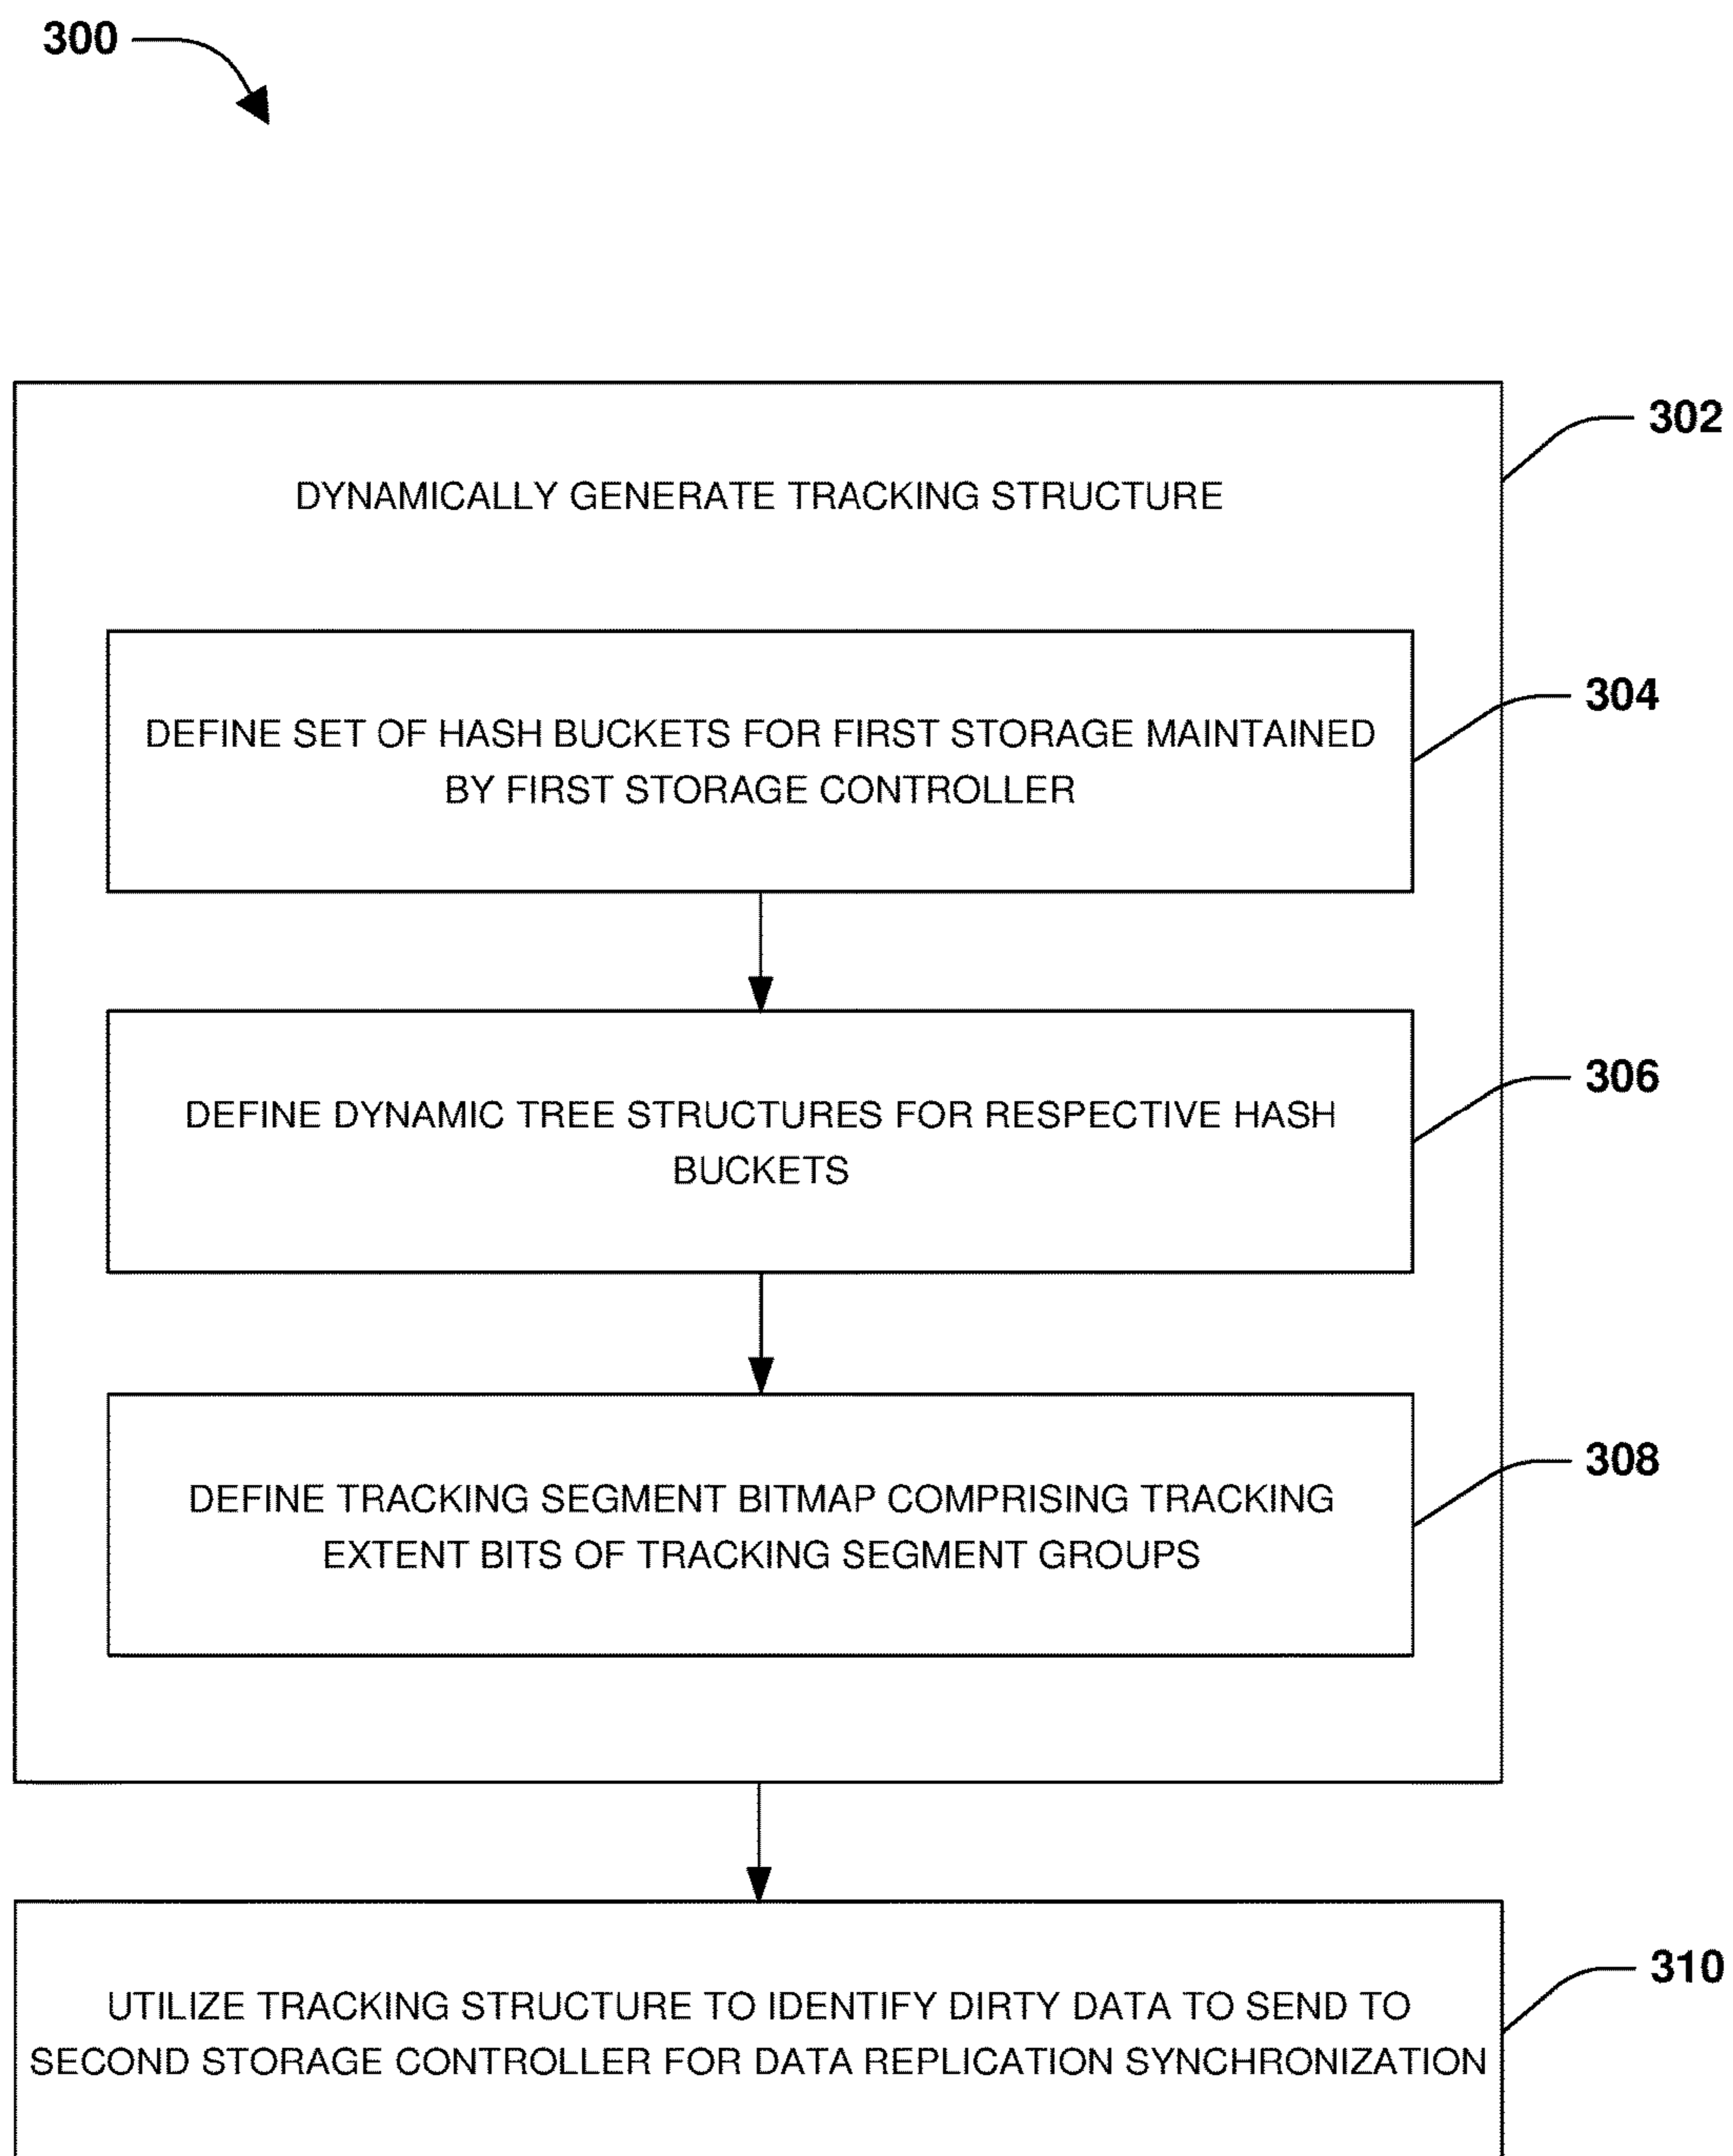 300
302
DYNAMICALLY GENERATE TRACKING STRUCTURE
304
DEFINE SET OF HASH BUCKETS FOR FIRST STORAGE MAINTAINED
BY FIRST STORAGE CONTROLLER
306
DEFINE DYNAMIC TREE STRUCTURES FOR RESPECTIVE HASH
BUCKETS
308
DEFINE TRACKING SEGMENT BITMAP COMPRISING TRACKING
EXTENT BITS OF TRACKING SEGMENT GROUPS
310
UTILIZE TRACKING STRUCTURE TO IDENTIFY DIRTY DATA TO SEND TO
SECOND STORAGE CONTROLLER FOR DATA REPLICATION SYNCHRONIZATION